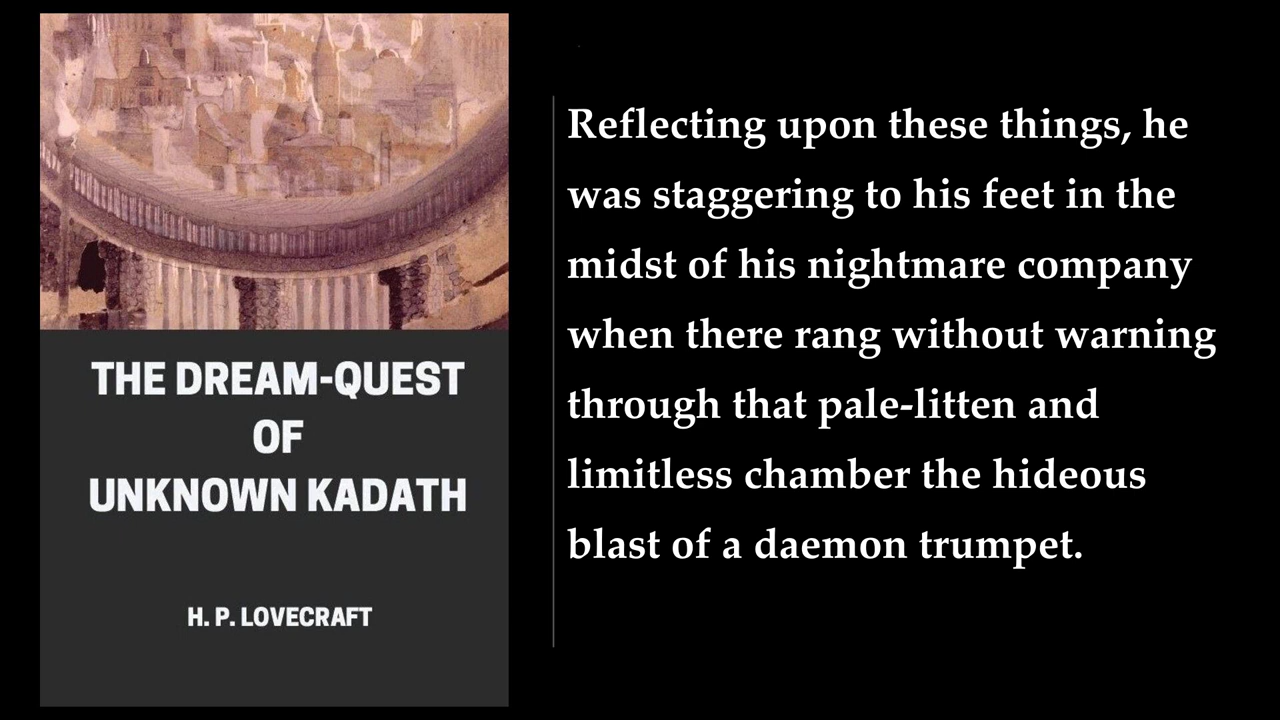 THE DREAM-QUEST
OF
UNKNOWN KADATH
H. P. LOVECRAFT
Reflecting upon these things, he
was staggering to his feet in the
midst of his nightmare company
when there rang without warning
through that pale-litten and
limitless chamber the hideous
blast of a daemon trumpet.